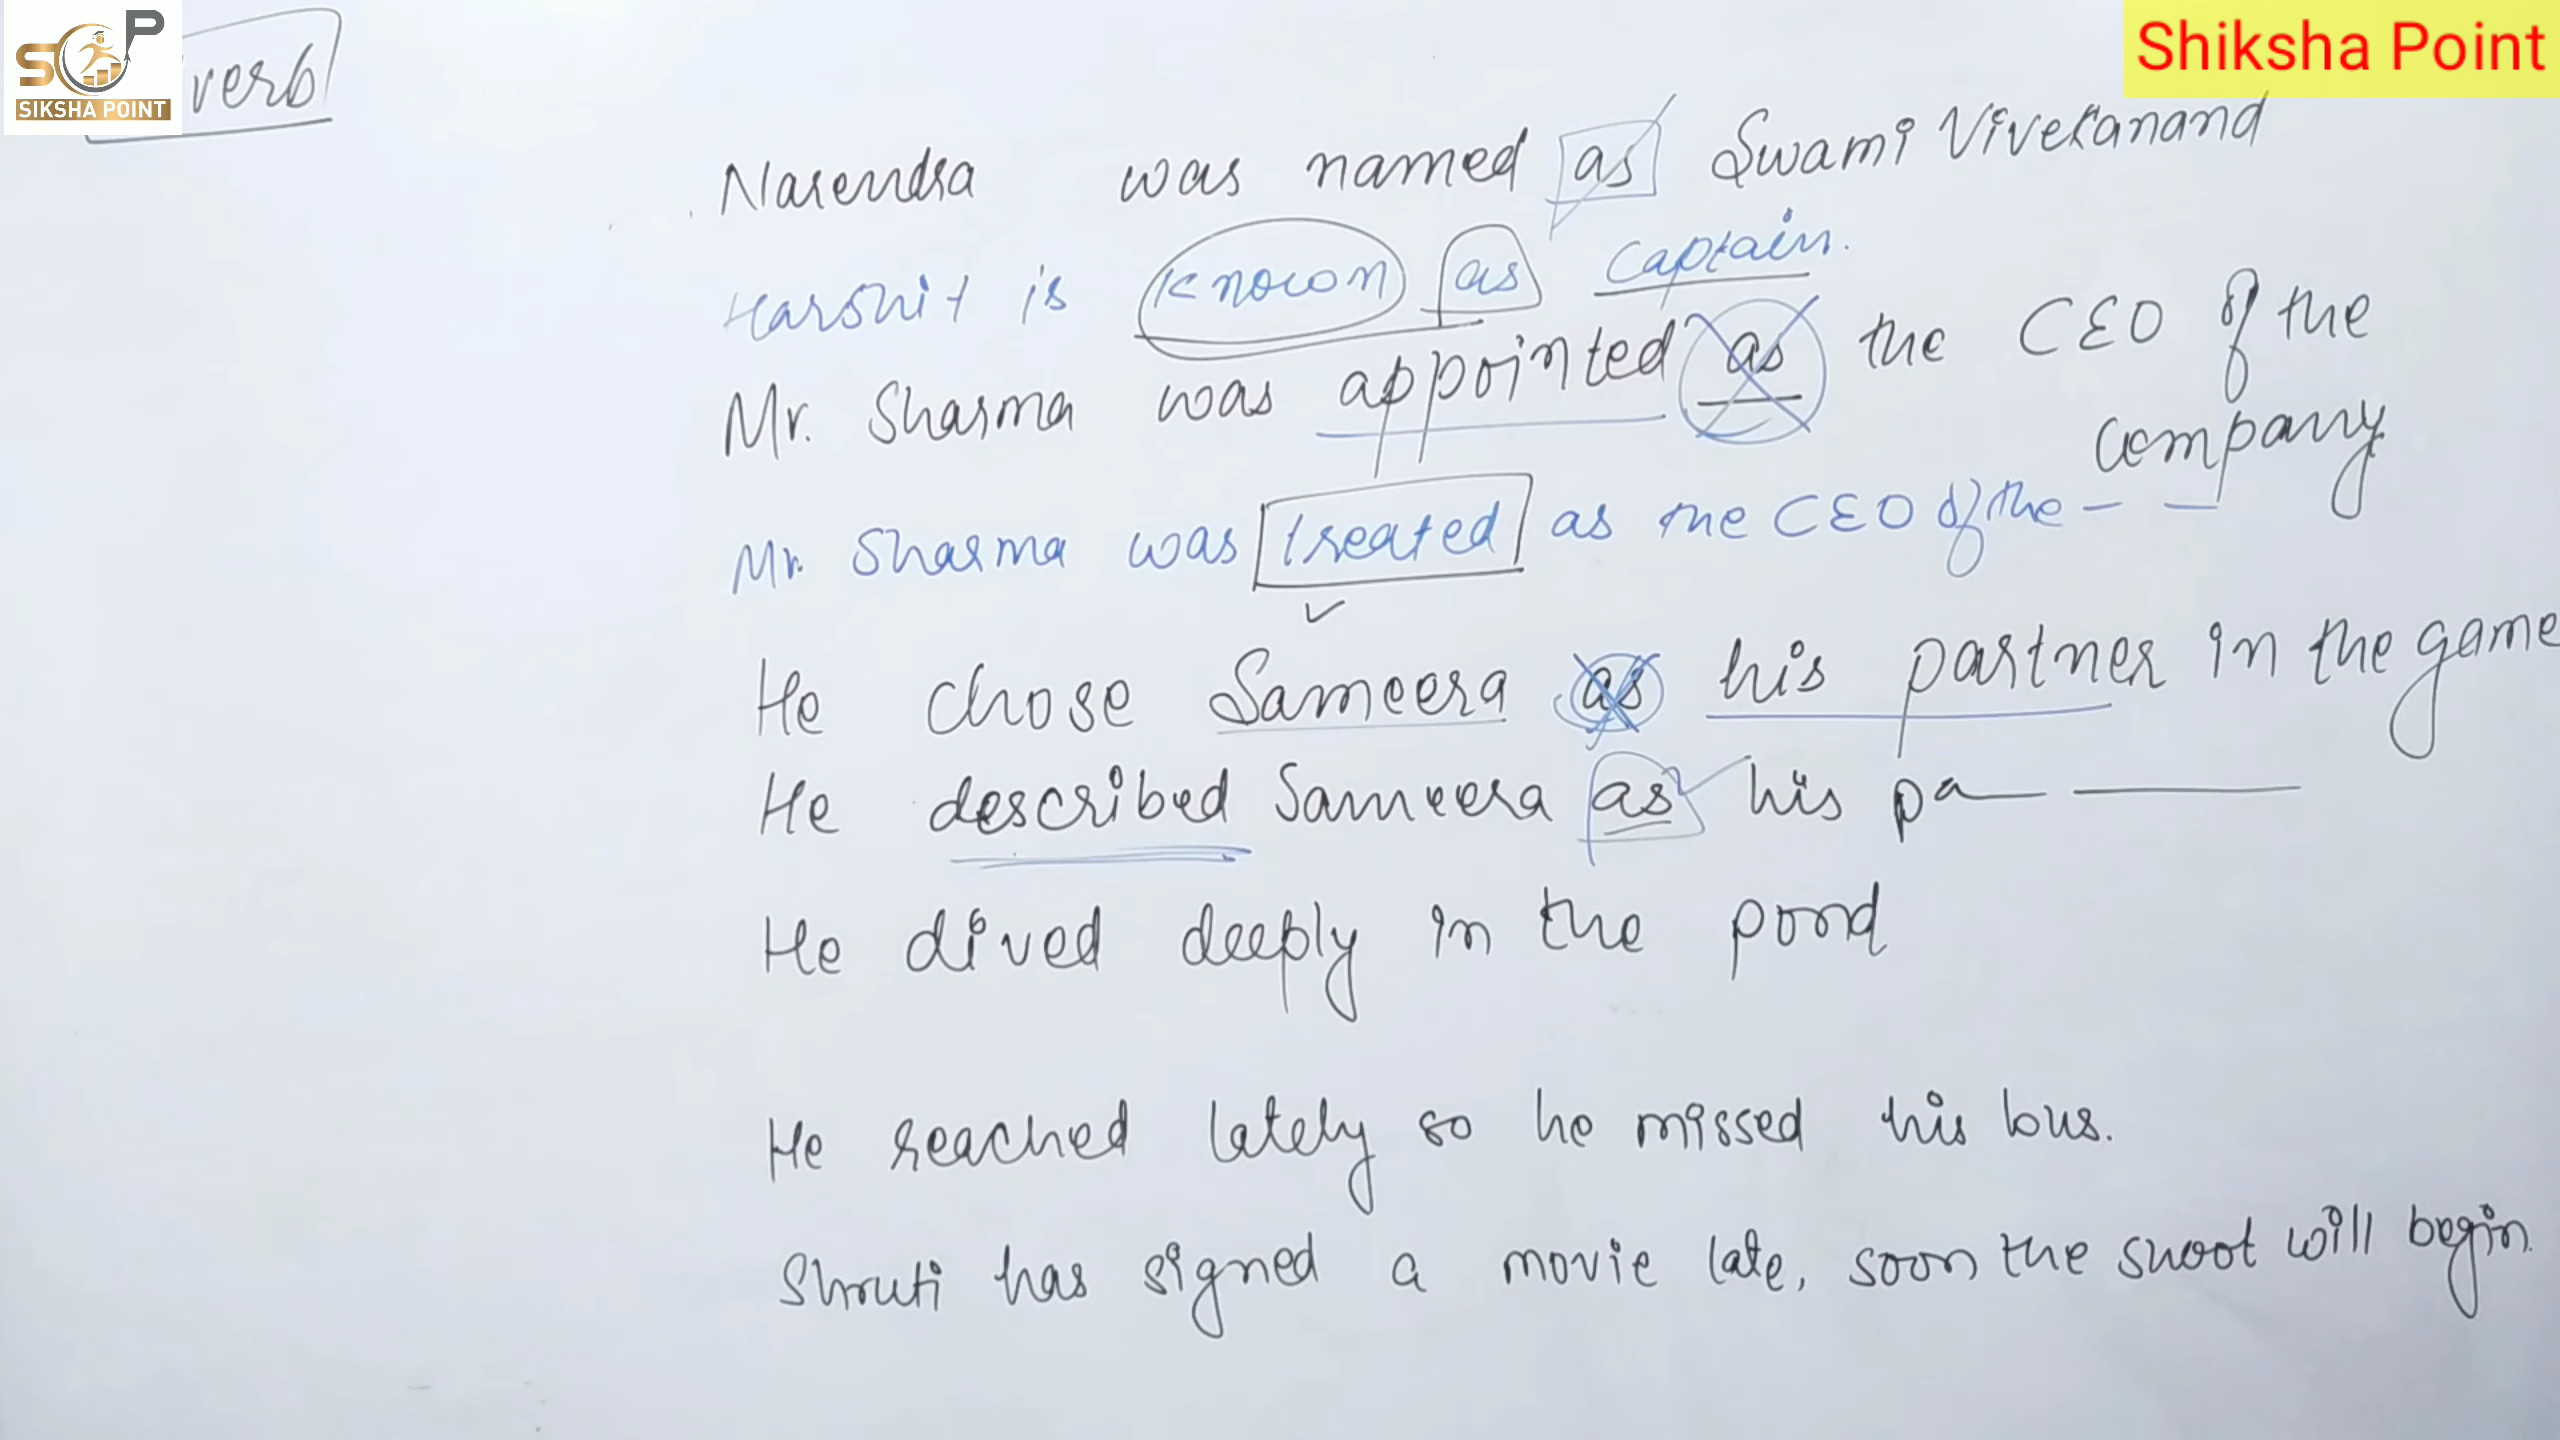 SOP
SIKSHA POINT
Shiksha Point
verb
Narendra was named as Swami Vivekanand
Harshit is known as captain.
Mr. Sharma was appointed as the CEO of the
company
Mr. Sharma was treated as the CEO of the - -
He chose Sameera as his partner in the game
He described Sameera as his pa— —
He dived deeply in the pond
He reached lately so he missed his bus.
Shruti has signed a movie late, soon the shoot will begin.